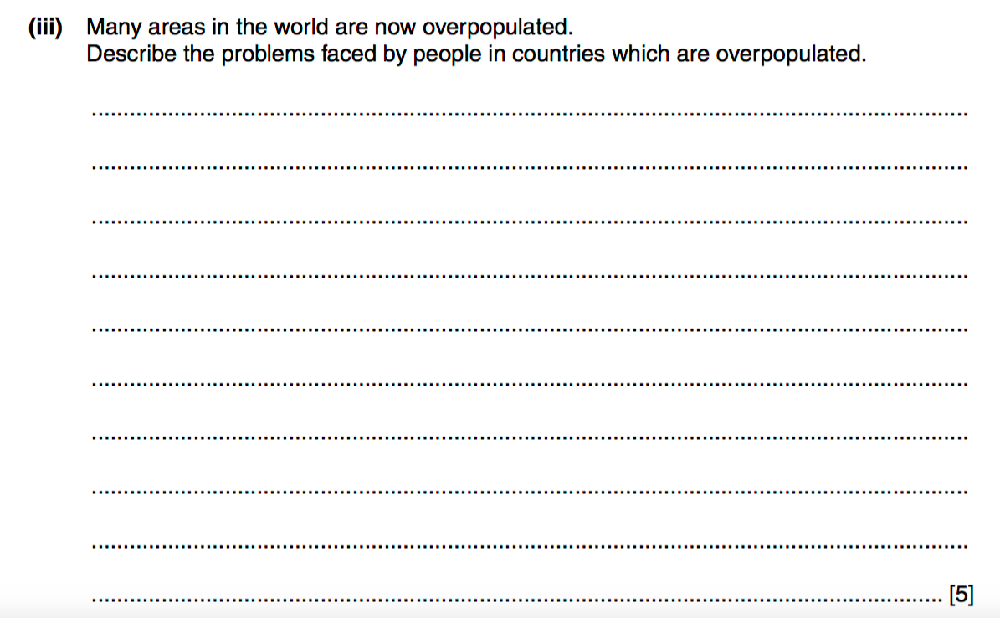 (iii) Many areas in the world are now overpopulated.
Describe the problems faced by people in countries which are overpopulated.
[5]